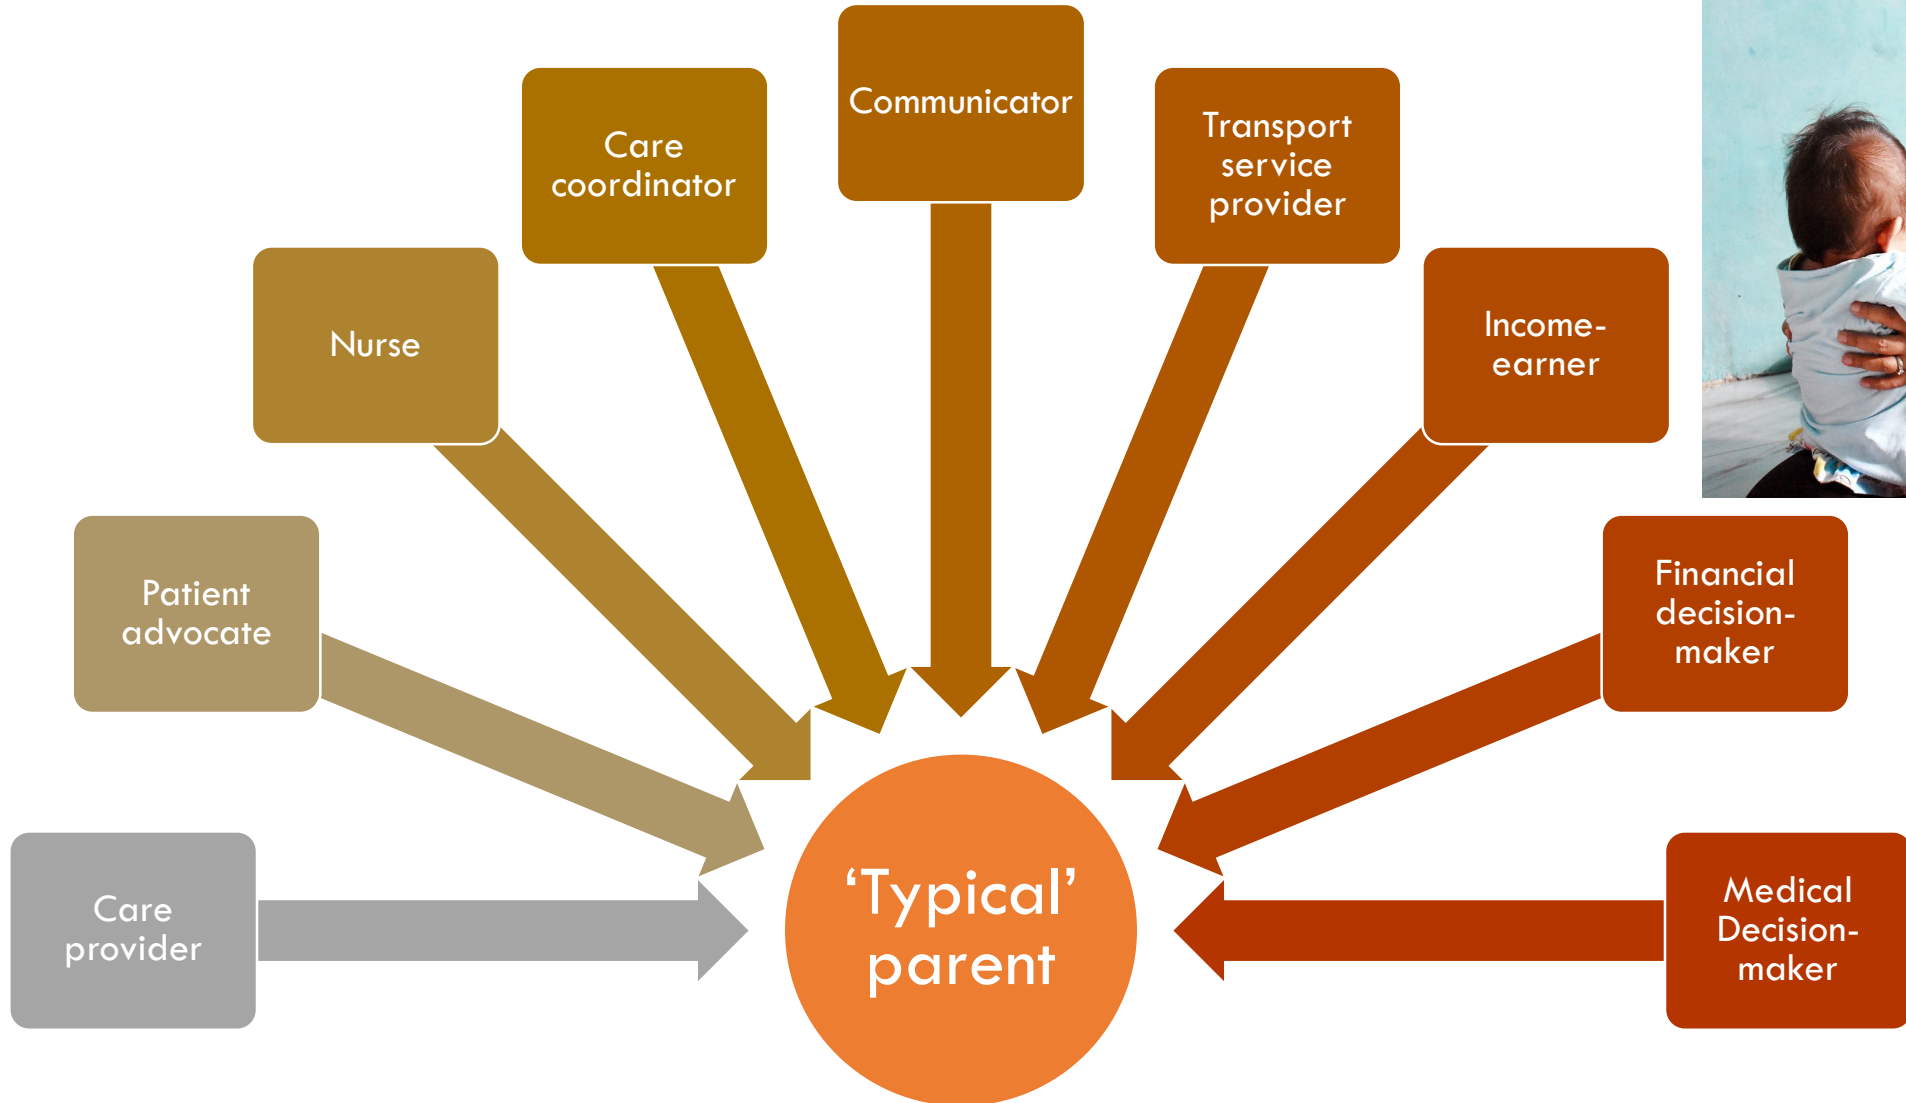 Communicator
Care
coordinator
Transport
service
provider
Nurse
Income-
earner
Patient
advocate
Financial
decision-
maker
Care
provider
‘Typical’
parent
Medical
Decision-
maker